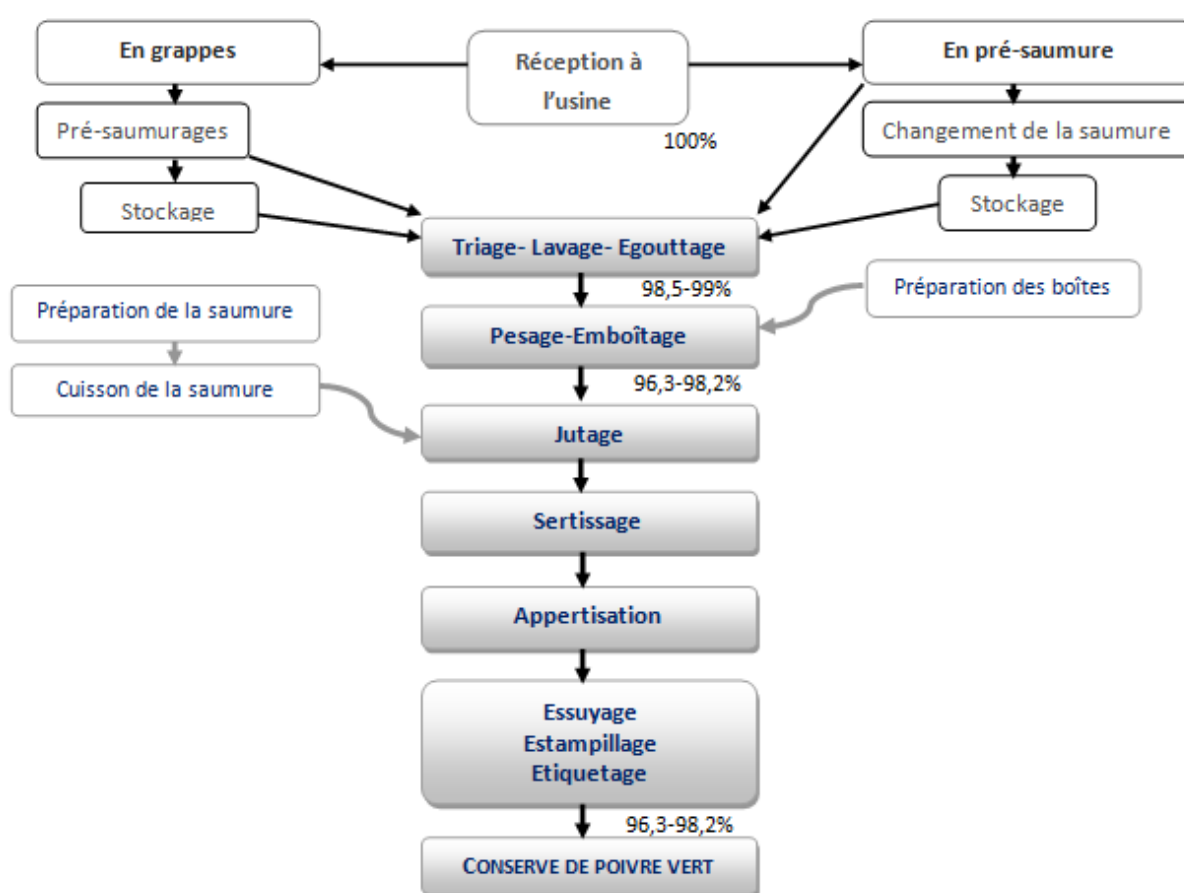 En grappes
Réception à
l'usine
En pré-saumure
100%
Pré-saumurages
Changement de la saumure
Stockage
Stockage
Triage- Lavage- Egouttage
98,5-99%
Préparation des boîtes
Préparation de la saumure
Pesage-Emboîtage
96,3-98,2%
Cuisson de la saumure
Jutage
Sertissage
Appertisation
Essuyage
Estampillage
Etiquetage
96,3-98,2%
CONSERVE DE POIVRE VERT